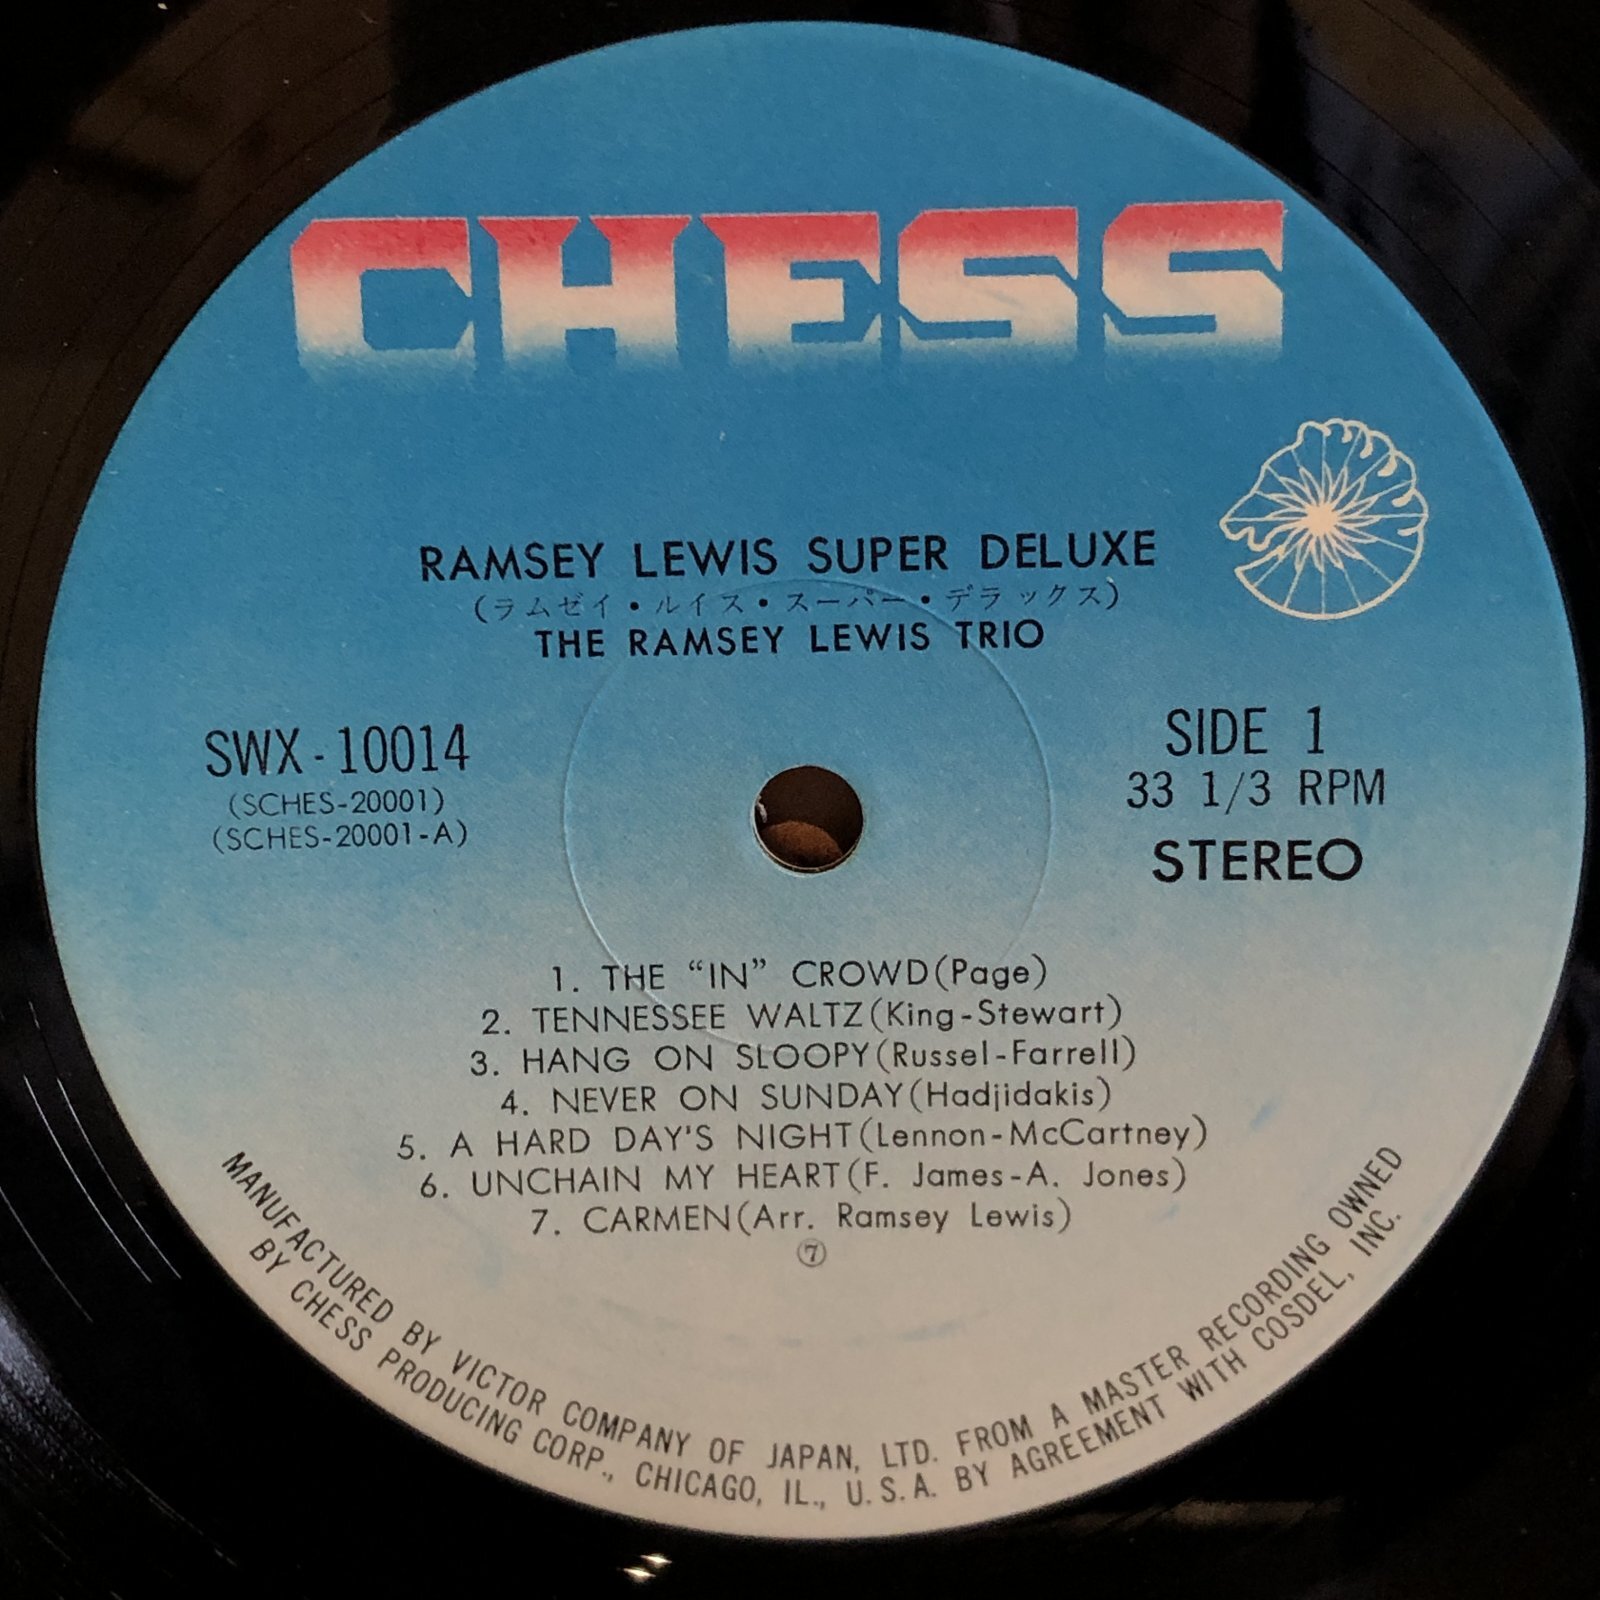 CHESS
RAMSEY LEWIS SUPER DELUXE
(ラムゼイ・ルイス・スーパー・デラックス)
THE RAMSEY LEWIS TRIO
SWX-10014
(SCHES-20001)
(SCHES-20001-A)
SIDE 1
33 1/3 RPM
STEREO
1. THE “IN” CROWD(Page)
2. TENNESSEE WALTZ(King-Stewart)
3. HANG ON SLOOPY(Russel-Farrell)
4. NEVER ON SUNDAY(Hadjidakis)
5. A HARD DAY'S NIGHT(Lennon-McCartney)
6. UNCHAIN MY HEART(F. James-A. Jones)
7. CARMEN(Arr. Ramsey Lewis)
⑦
MANUFACTURED BY VICTOR COMPANY OF JAPAN, LTD. FROM A MASTER RECORDING OWNED
BY CHESS PRODUCING CORP., CHICAGO, IL., U.S.A. BY AGREEMENT WITH COSDEL, INC.